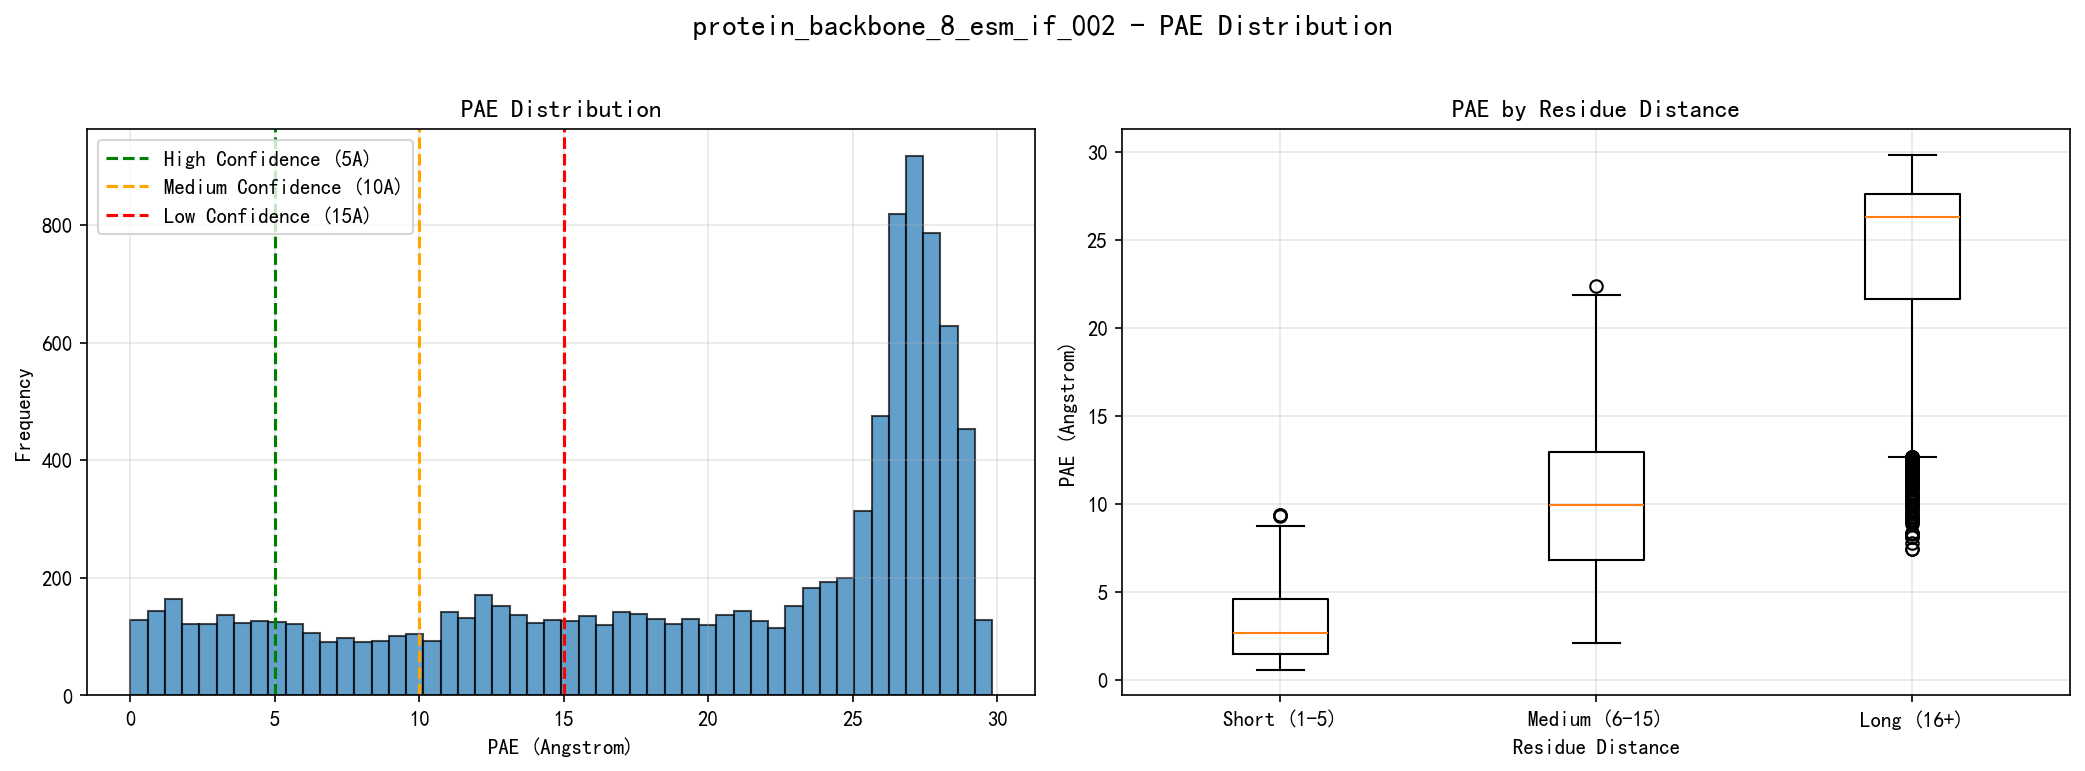 protein_backbone_8_esm_if_002 - PAE Distribution
PAE Distribution
High Confidence (5A)
Medium Confidence (10A)
Low Confidence (15A)
800
600
400
200
0
Frequency
0 5 10 15 20 25 30
PAE (Angstrom)
PAE by Residue Distance
30
25
20
15
10
5
0
PAE (Angstrom)
Short (1-5) Medium (6-15) Long (16+)
Residue Distance